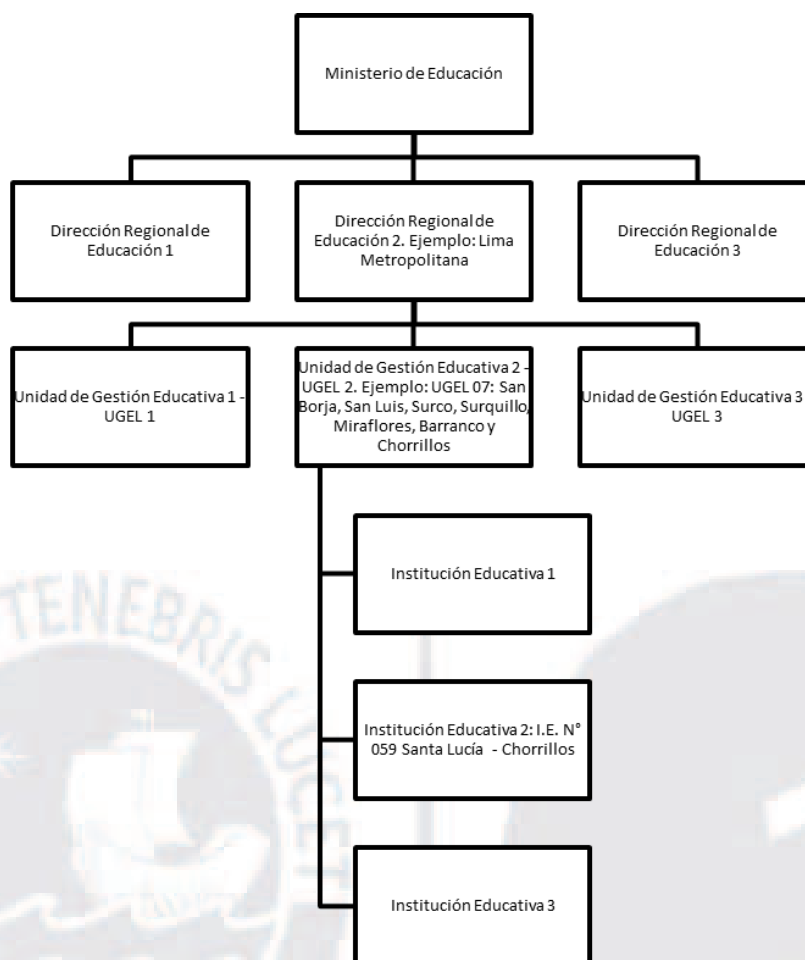 Ministerio de Educación
Dirección Regional de
Educación 1
Dirección Regional de
Educación 2. Ejemplo: Lima
Metropolitana
Dirección Regional de
Educación 3
Unidad de Gestión Educativa 1 -
UGEL 1
Unidad de Gestión Educativa 2 -
UGEL 2. Ejemplo: UGEL 07: San
Borja, San Luis, Surco, Surquillo,
Miraflores, Barranco y
Chorrillos
Unidad de Gestión Educativa 3
UGEL 3
Institución Educativa 1
Institución Educativa 2: I.E. N°
059 Santa Lucía - Chorrillos
Institución Educativa 3
TENEBRIS LUCET